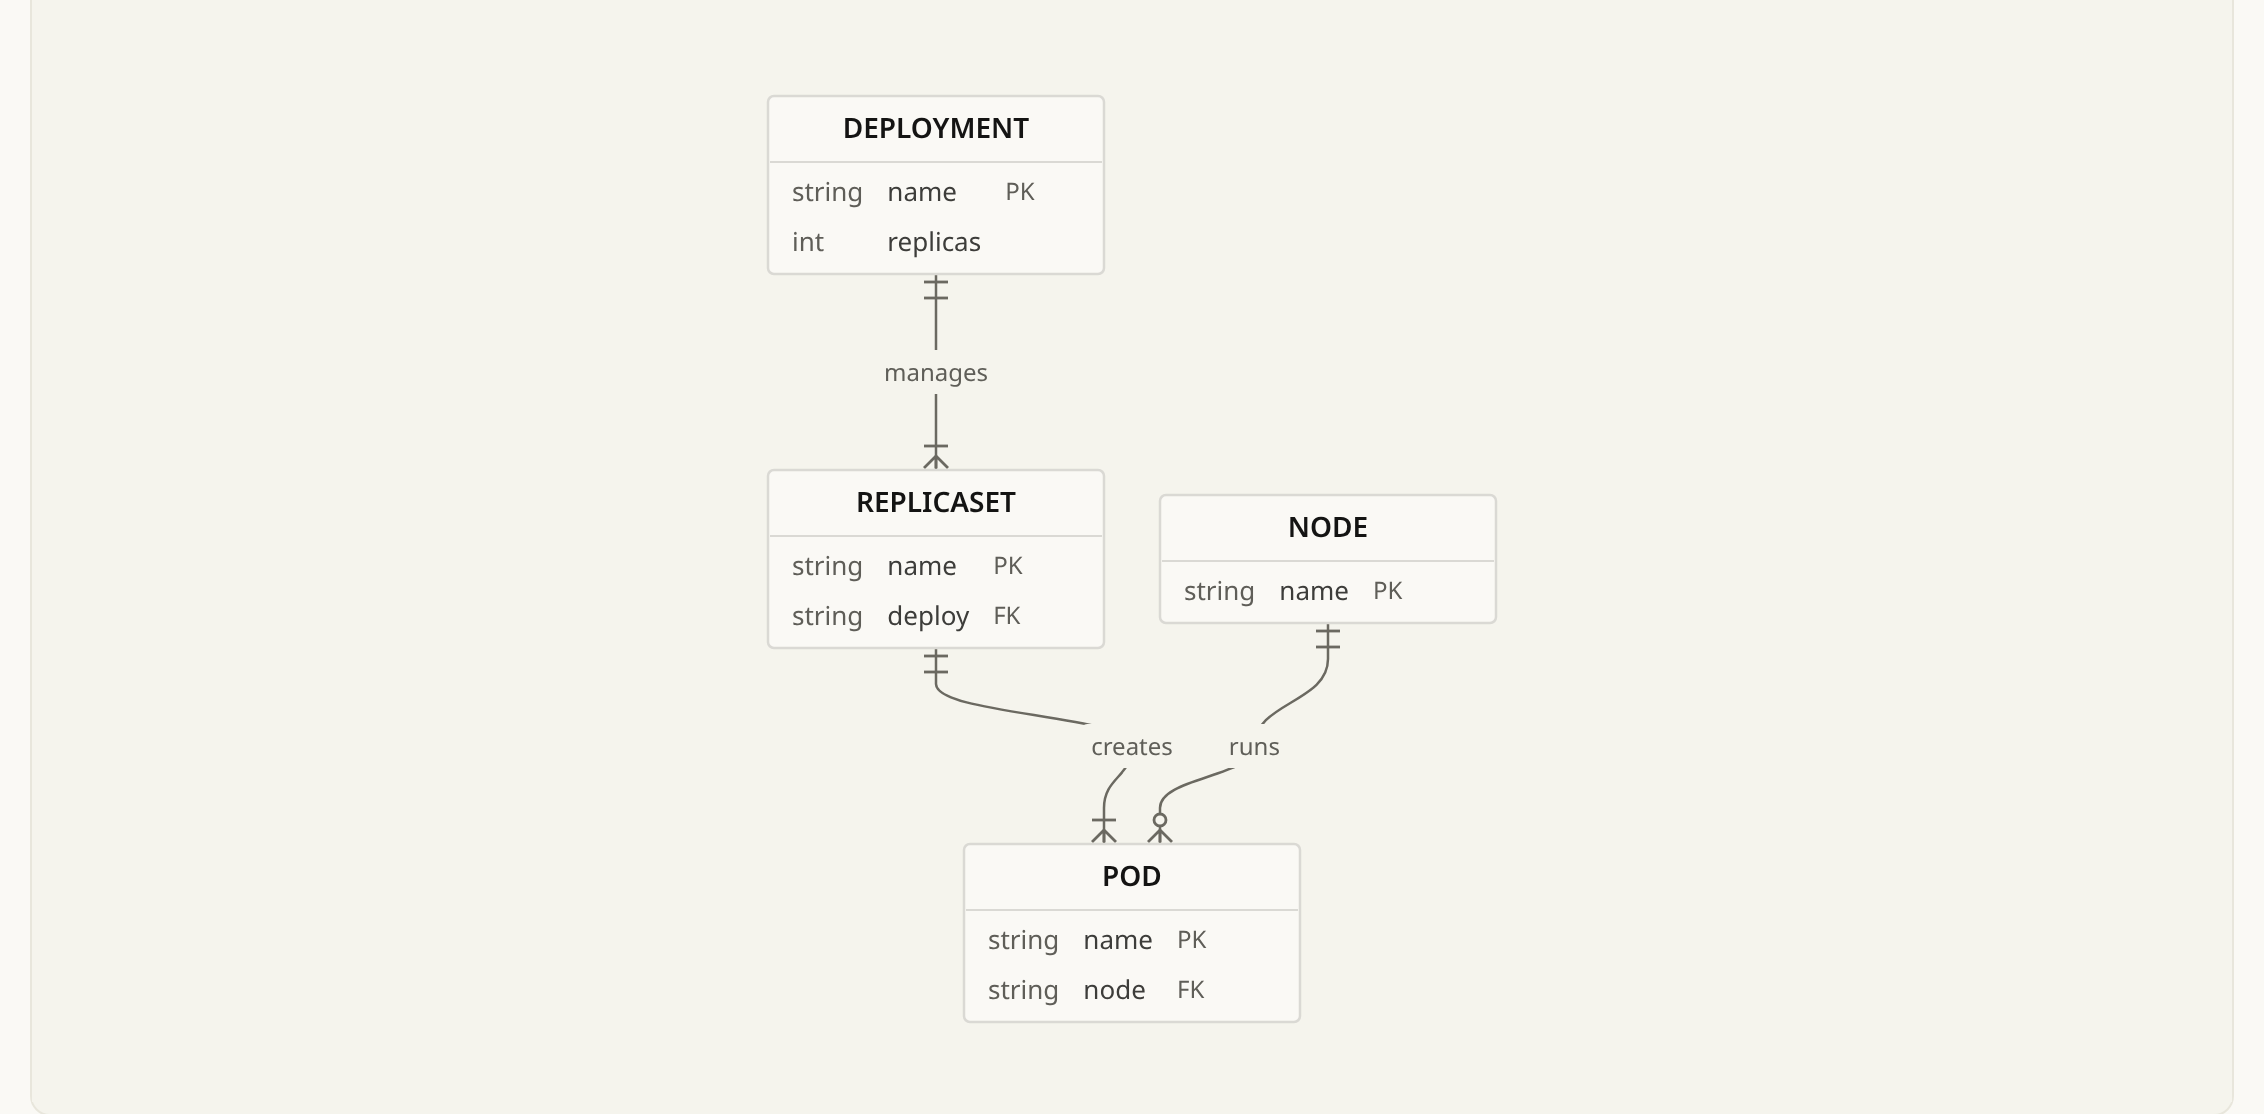 DEPLOYMENT
string name PK
int replicas
manages
REPLICASET
string name PK
string deploy FK
NODE
string name PK
creates
runs
POD
string name PK
string node FK